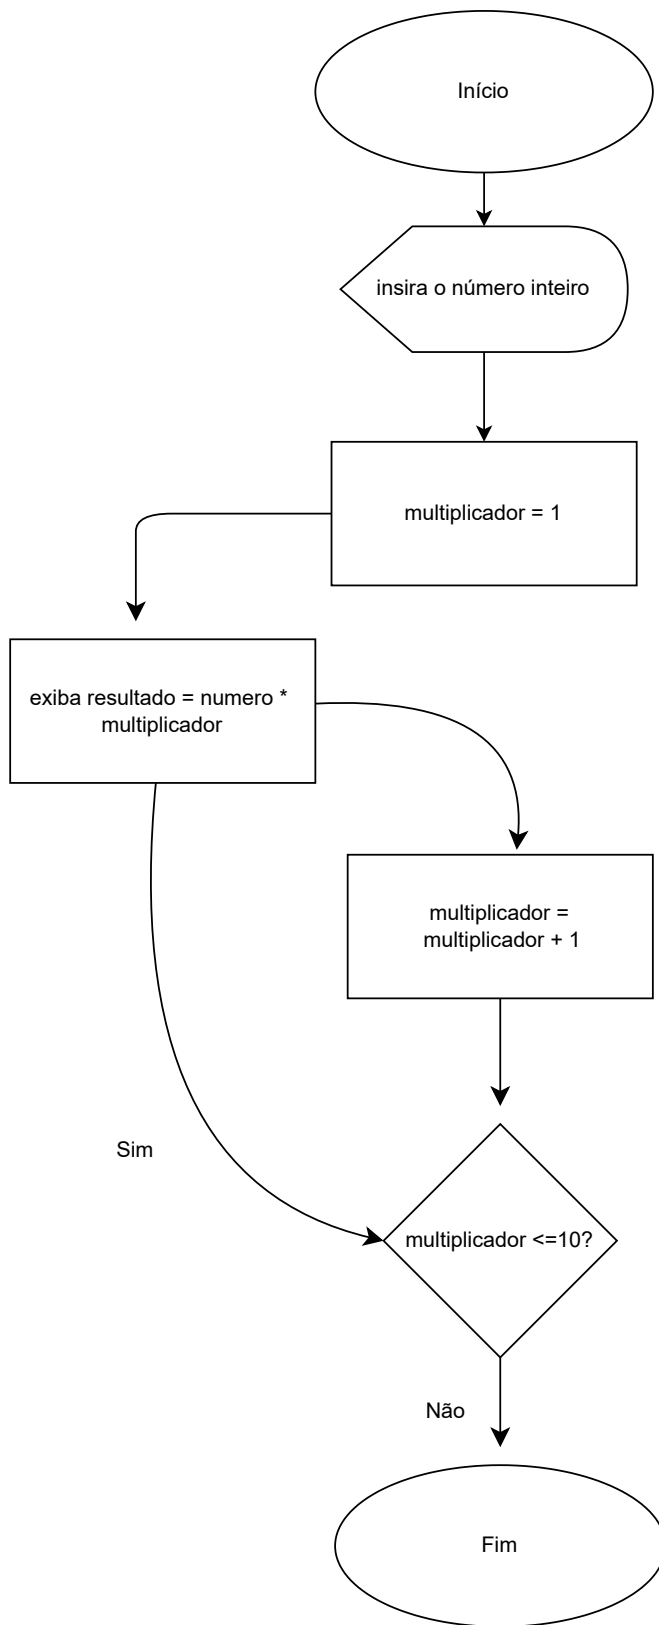 Início
insira o número inteiro
multiplicador = 1
exiba resultado = numero *
multiplicador
multiplicador =
multiplicador + 1
Sim
multiplicador <=10?
Não
Fim